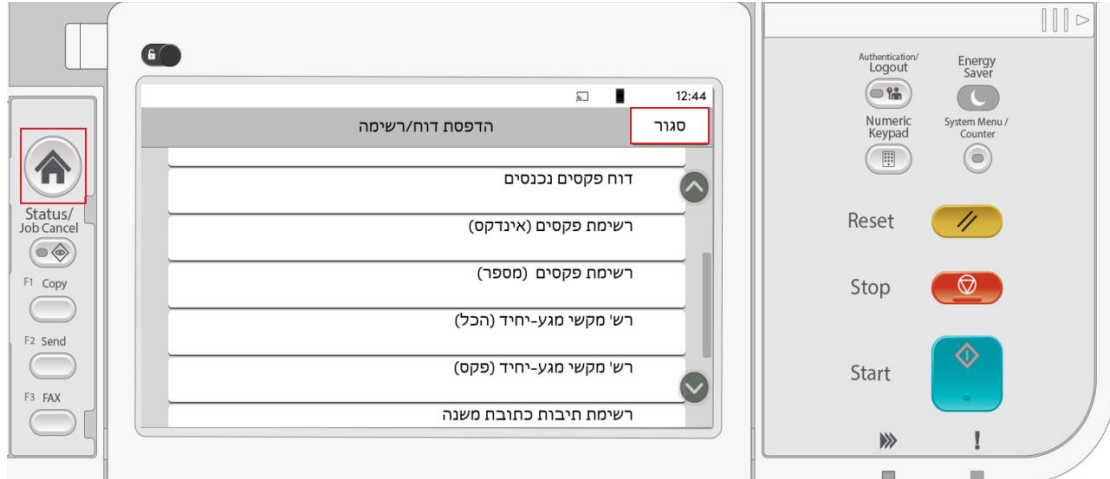 12:44
הדפסת דוח/רשימה
סגור
דוח פקסים נכנסים
רשימת פקסים (אינדקס)
רשימת פקסים (מספר)
רש' מקשי מגע-יחיד (הכל)
רש' מקשי מגע-יחיד (פקס)
רשימת תיבות כתובת משנה
Status/
Job Cancel
F1 Copy
F2 Send
F3 FAX
Authentication/
Logout
Energy
Saver
Numeric
Keypad
System Menu /
Counter
Reset
Stop
Start